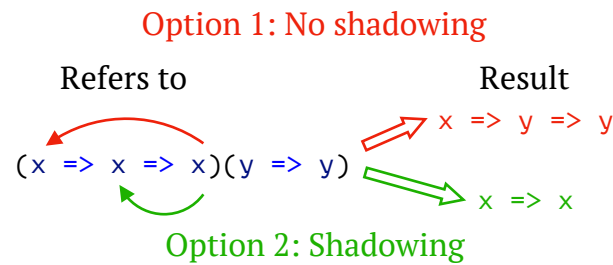 Option 1: No shadowing
Refers to
Result
x => y => y
(x => x => x)(y => y)
x => x
Option 2: Shadowing